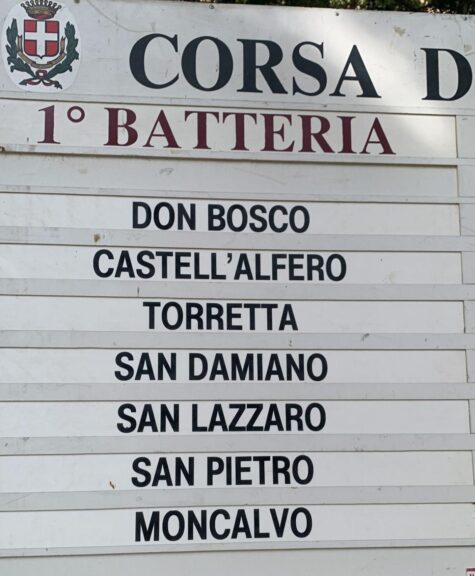 CORSA D
1° BATTERIA
DON BOSCO
CASTELL'ALFERO
TORRETTA
SAN DAMIANO
SAN LAZZARO
SAN PIETRO
MONCALVO